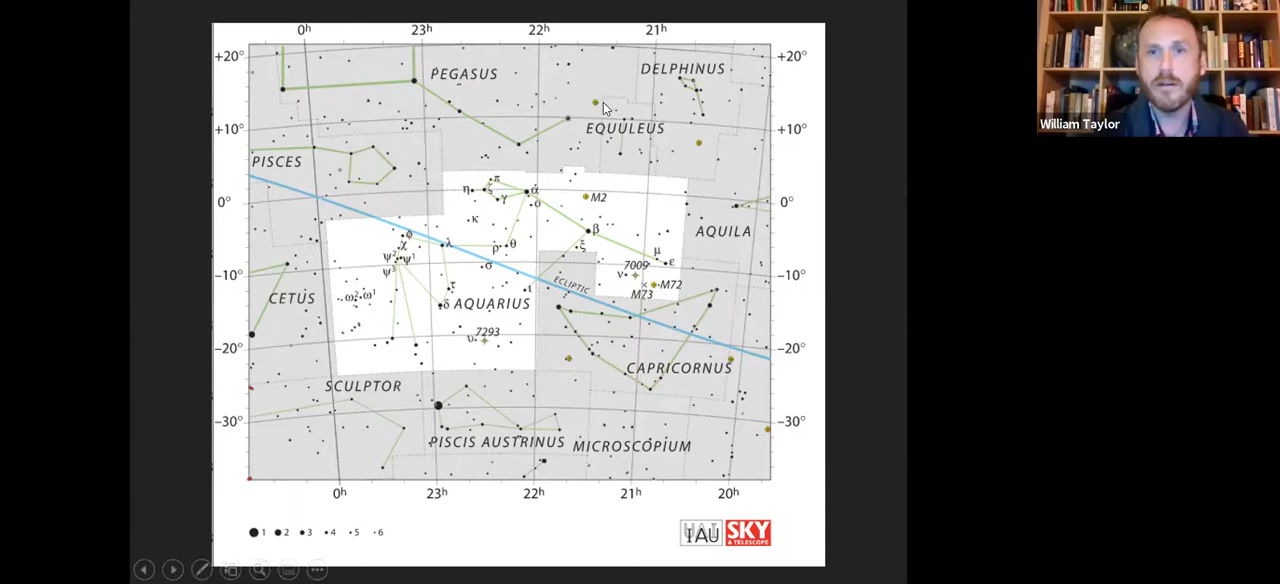 0h 23h 22h 21h
+20° PEGASUS DELPHINUS +20°
+10° EQUULEUS +10°
PISCES
π
η ζ α
γ ο M2
0° 0°
κ β AQUILA
φ
χ λ ρ θ ξ μ
ψ² ψ¹ σ ε
ψ³ 7009
-10° ν -10°
τ ι ECLIPTIC M72
CETUS ω² ω¹ M73
δ AQUARIUS
υ 7293
-20° -20°
CAPRICORNUS
SCULPTOR
-30° -30°
PISCIS AUSTRINUS MICROSCOPIUM
0h 23h 22h 21h 20h
1 2 3 4 5 6
IAU SKY
& TELESCOPE
William Taylor